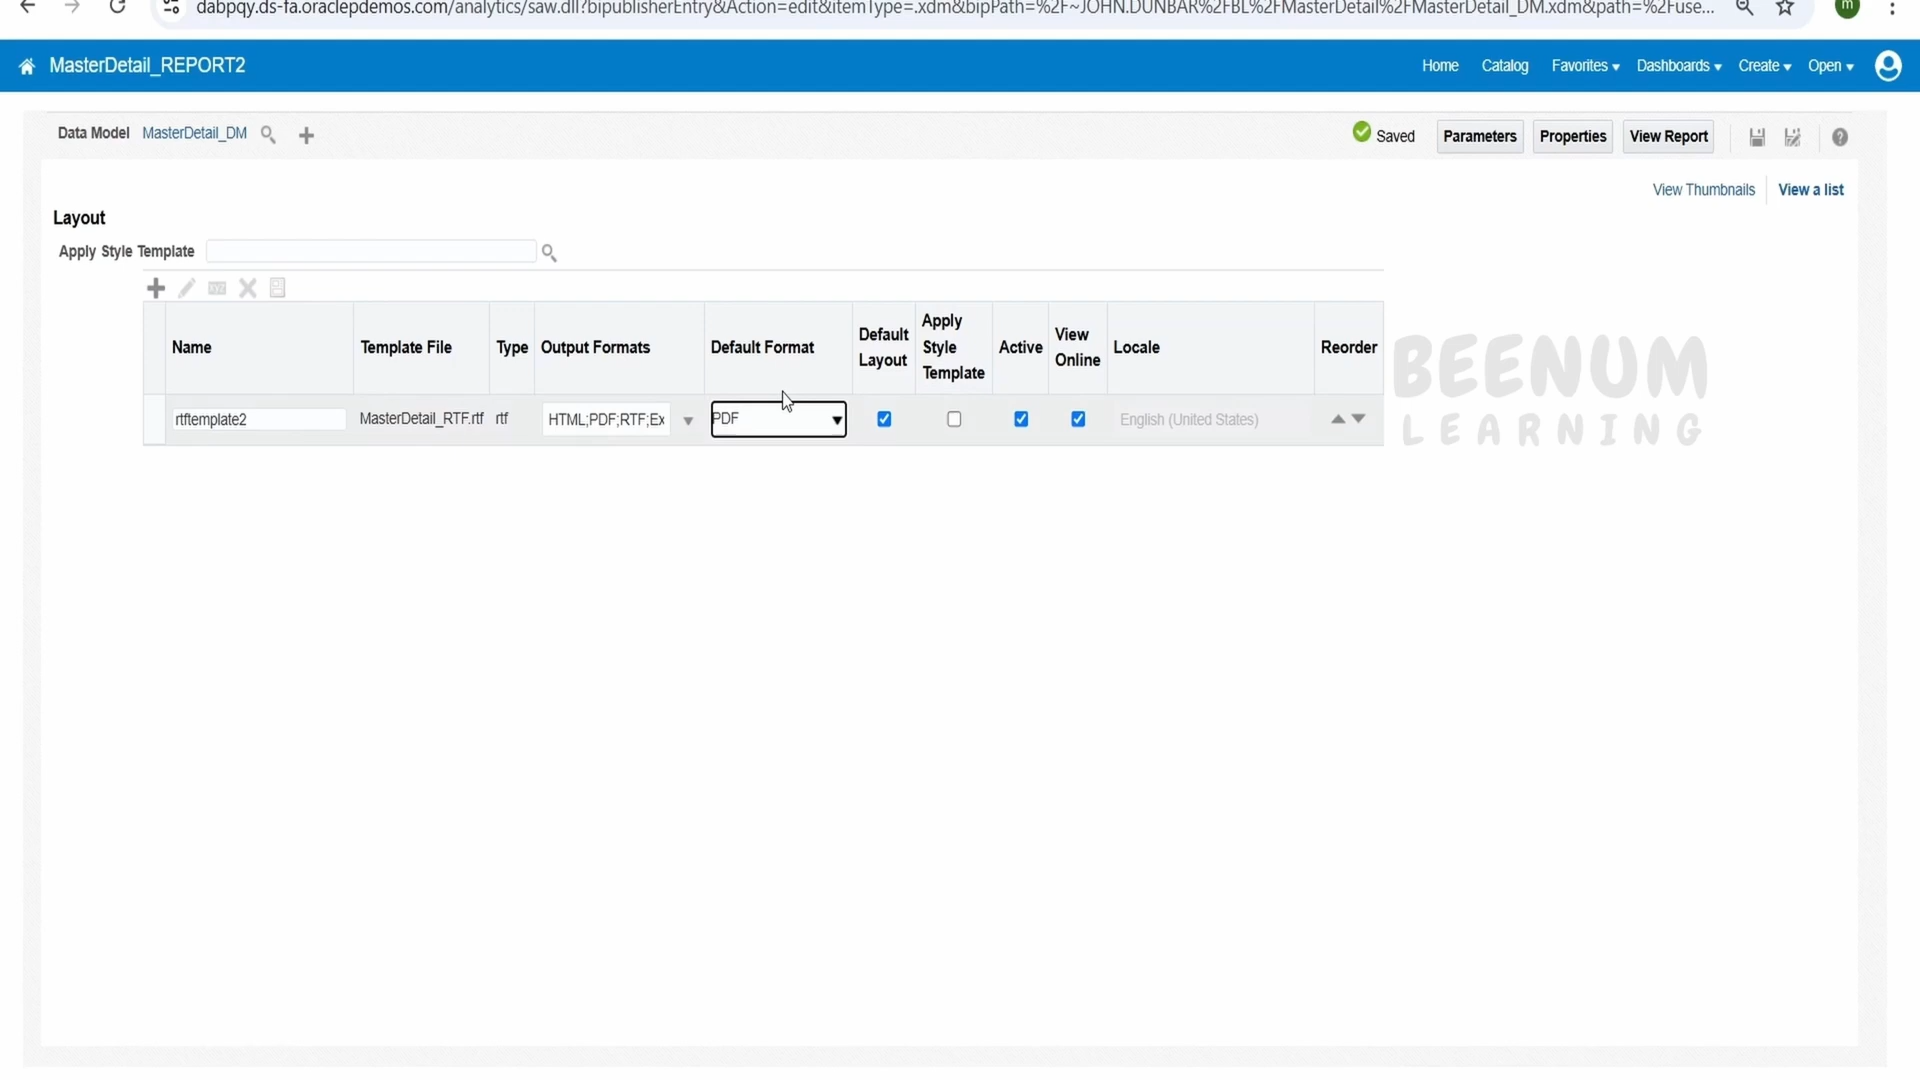 dabpqy.ds-fa.oraclepdemos.com/analytics/saw.dll?bipublisherEntry&Action=edit&itemType=.xdm&bipPath=%2F~JOHN.DUNBAR%2FBL%2FMasterDetail%2FMasterDetail_DM.xdm&path=%2Fuse...
m
MasterDetail_REPORT2
Home Catalog Favorites Dashboards Create Open
Data Model MasterDetail_DM
Saved Parameters Properties View Report
View Thumbnails View a list
Layout
Apply Style Template
Name Template File Type Output Formats Default Format Default Layout Apply Style Template Active View Online Locale Reorder
rtftemplate2 MasterDetail_RTF.rtf rtf HTML;PDF;RTF;Ex PDF English (United States)
BEENUM
LEARNING